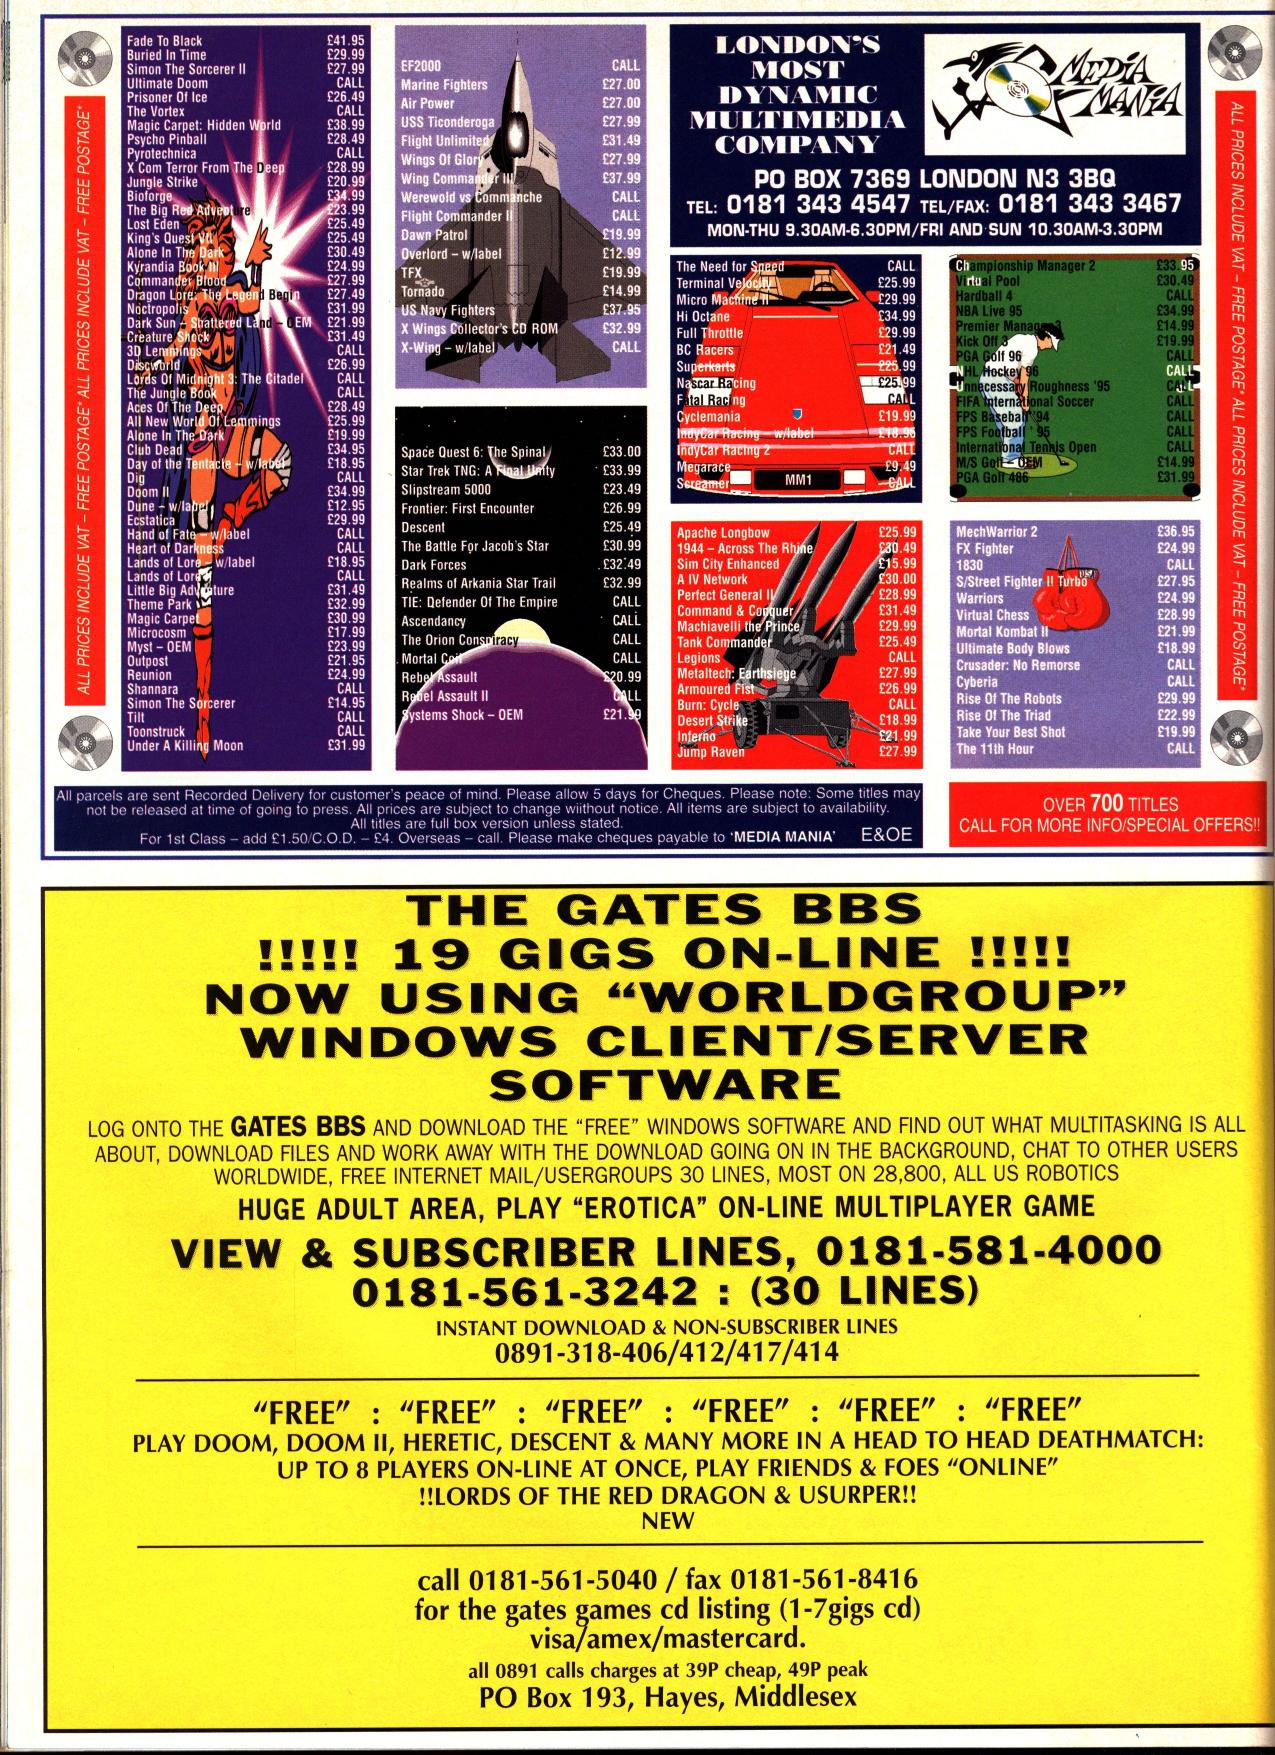 ALL PRICES INCLUDE VAT – FREE POSTAGE* ALL PRICES INCLUDE VAT – FREE POSTAGE*
Fade To Black £41.95
Buried In Time £29.99
Simon The Sorcerer II £27.99
Ultimate Doom CALL
Prisoner Of Ice £26.49
The Vortex CALL
Magic Carpet: Hidden World £38.99
Psycho Pinball £28.49
Pyrotechnica CALL
X Com Terror From The Deep £28.99
Jungle Strike £20.99
Bioforge £34.99
The Big Red Adventure £23.99
Lost Eden £25.49
King's Quest VII £25.49
Alone In The Dark £30.49
Kyrandia Book III £24.99
Commander Blood £27.99
Dragon Lore: The Legend Begin £27.49
Noctropolis £31.95
Dark Sun – Shattered Land – OEM £21.99
Creature Shock £31.49
3D Lemmings CALL
Discworld £26.99
Lords Of Midnight 3: The Citadel CALL
The Jungle Book CALL
Aces Of The Deep £28.49
All New World Of Lemmings £25.99
Alone In The Dark £19.99
Club Dead £34.95
Day of the Tentacle – w/label £18.95
Dig CALL
Doom II £34.99
Dune – w/label £12.95
Ecstatica £29.99
Hand of Fate – w/label CALL
Heart of Darkness CALL
Lands of Lore – w/label £18.95
Lands of Lore CALL
Little Big Adventure £31.49
Theme Park £32.99
Magic Carpet £30.99
Microcosm £17.99
Myst – OEM £23.99
Outpost £21.95
Reunion £24.99
Shannara CALL
Simon The Sorcerer £14.95
Tilt CALL
Toonstruck CALL
Under A Killing Moon £31.99
EF2000 CALL
Marine Fighters £27.00
Air Power £27.00
USS Ticonderoga £27.99
Flight Unlimited £31.49
Wings Of Glory £27.99
Wing Commander III £37.99
Werewold vs Commanche CALL
Flight Commander II CALL
Dawn Patrol £19.99
Overlord – w/label £12.99
TFX £19.99
Tornado £14.99
US Navy Fighters £37.95
X Wings Collector's CD ROM £32.99
X-Wing – w/label CALL
Space Quest 6: The Spinal £33.00
Star Trek TNG: A Final Unity £33.99
Slipstream 5000 £23.49
Frontier: First Encounter £26.99
Descent £25.49
The Battle For Jacob's Star £30.99
Dark Forces £32.49
Realms of Arkania Star Trail £32.99
TIE: Defender Of The Empire CALL
Ascendancy CALL
The Orion Conspiracy CALL
Mortal Coil CALL
Rebel Assault £20.99
Rebel Assault II CALL
Systems Shock – OEM £21.99
LONDON'S
MOST
DYNAMIC
MULTIMEDIA
COMPANY
MEDIA
MANIA
PO BOX 7369 LONDON N3 3BQ
TEL: 0181 343 4547 TEL/FAX: 0181 343 3467
MON-THU 9.30AM-6.30PM/FRI AND SUN 10.30AM-3.30PM
The Need for Speed CALL
Terminal Velocity £25.99
Micro Machine II £29.99
Hi Octane £34.99
Full Throttle £29.99
BC Racers £21.49
Superkarts £25.99
Nascar Racing £25.99
Fatal Racing CALL
Cyclemania £19.99
IndyCar Racing – w/label £18.95
IndyCar Racing 2 CALL
Megarace £9.49
Screamer CALL
MM1
Championship Manager 2 £33.95
Virtual Pool £30.49
Hardball 4 CALL
NBA Live 95 £34.99
Premier Manager 3 £14.99
Kick Off 3 £19.99
PGA Golf 96 CALL
NHL Hockey 96 CALL
Unnecessary Roughness '95 CALL
FIFA International Soccer CALL
FPS Baseball '94 CALL
FPS Football '95 CALL
International Tennis Open CALL
M/S Golf – OEM £14.99
PGA Golf 486 £31.99
Apache Longbow £25.99
1944 – Across The Rhine £30.49
Sim City Enhanced £15.99
A IV Network £30.00
Perfect General II £28.99
Command & Conquer £31.49
Machiavelli the Prince £29.99
Tank Commander £25.49
Legions CALL
Metaltech: Earthsiege £27.99
Armoured Fist £26.99
Burn: Cycle CALL
Desert Strike £18.99
Inferno £21.99
Jump Raven £27.99
MechWarrior 2 £36.95
FX Fighter £24.99
1830 CALL
S/Street Fighter II Turbo £27.95
Warriors £24.99
Virtual Chess £28.99
Mortal Kombat II £21.99
Ultimate Body Blows £18.99
Crusader: No Remorse CALL
Cyberia CALL
Rise Of The Robots £29.99
Rise Of The Triad £22.99
Take Your Best Shot £19.99
The 11th Hour CALL
USA
ALL PRICES INCLUDE VAT – FREE POSTAGE* ALL PRICES INCLUDE VAT – FREE POSTAGE*
All parcels are sent Recorded Delivery for customer's peace of mind. Please allow 5 days for Cheques. Please note: Some titles may
not be released at time of going to press. All prices are subject to change wiithout notice. All items are subject to availability.
All titles are full box version unless stated.
For 1st Class – add £1.50/C.O.D. – £4. Overseas – call. Please make cheques payable to 'MEDIA MANIA' E&OE
OVER 700 TITLES
CALL FOR MORE INFO/SPECIAL OFFERS!!
THE GATES BBS
!!!!! 19 GIGS ON-LINE !!!!!
NOW USING “WORLDGROUP”
WINDOWS CLIENT/SERVER
SOFTWARE
LOG ONTO THE GATES BBS AND DOWNLOAD THE “FREE” WINDOWS SOFTWARE AND FIND OUT WHAT MULTITASKING IS ALL
ABOUT, DOWNLOAD FILES AND WORK AWAY WITH THE DOWNLOAD GOING ON IN THE BACKGROUND, CHAT TO OTHER USERS
WORLDWIDE, FREE INTERNET MAIL/USERGROUPS 30 LINES, MOST ON 28,800, ALL US ROBOTICS
HUGE ADULT AREA, PLAY “EROTICA” ON-LINE MULTIPLAYER GAME
VIEW & SUBSCRIBER LINES, 0181-581-4000
0181-561-3242 : (30 LINES)
INSTANT DOWNLOAD & NON-SUBSCRIBER LINES
0891-318-406/412/417/414
“FREE” : “FREE” : “FREE” : “FREE” : “FREE” : “FREE”
PLAY DOOM, DOOM II, HERETIC, DESCENT & MANY MORE IN A HEAD TO HEAD DEATHMATCH:
UP TO 8 PLAYERS ON-LINE AT ONCE, PLAY FRIENDS & FOES “ONLINE”
!!LORDS OF THE RED DRAGON & USURPER!!
NEW
call 0181-561-5040 / fax 0181-561-8416
for the gates games cd listing (1-7gigs cd)
visa/amex/mastercard.
all 0891 calls charges at 39P cheap, 49P peak
PO Box 193, Hayes, Middlesex